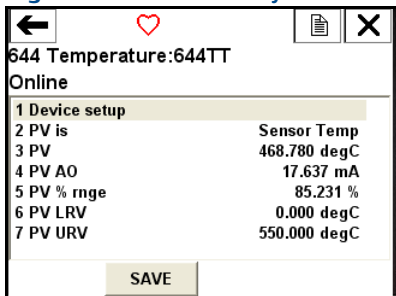 644 Temperature:644TT
Online
1 Device setup
2 PV is Sensor Temp
3 PV 468.780 degC
4 PV AO 17.637 mA
5 PV % rnge 85.231 %
6 PV LRV 0.000 degC
7 PV URV 550.000 degC
SAVE